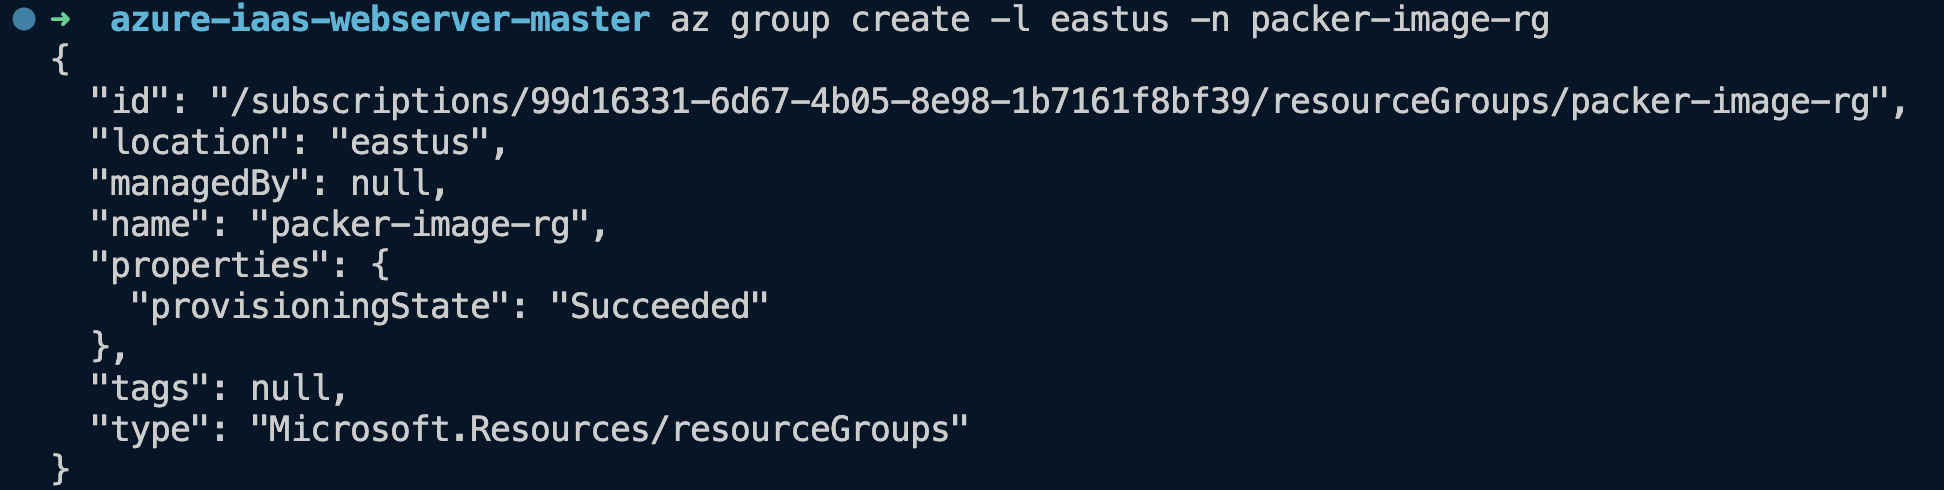 ➜  azure-iaas-webserver-master az group create -l eastus -n packer-image-rg
{
  "id": "/subscriptions/99d16331-6d67-4b05-8e98-1b7161f8bf39/resourceGroups/packer-image-rg",
  "location": "eastus",
  "managedBy": null,
  "name": "packer-image-rg",
  "properties": {
    "provisioningState": "Succeeded"
  },
  "tags": null,
  "type": "Microsoft.Resources/resourceGroups"
}